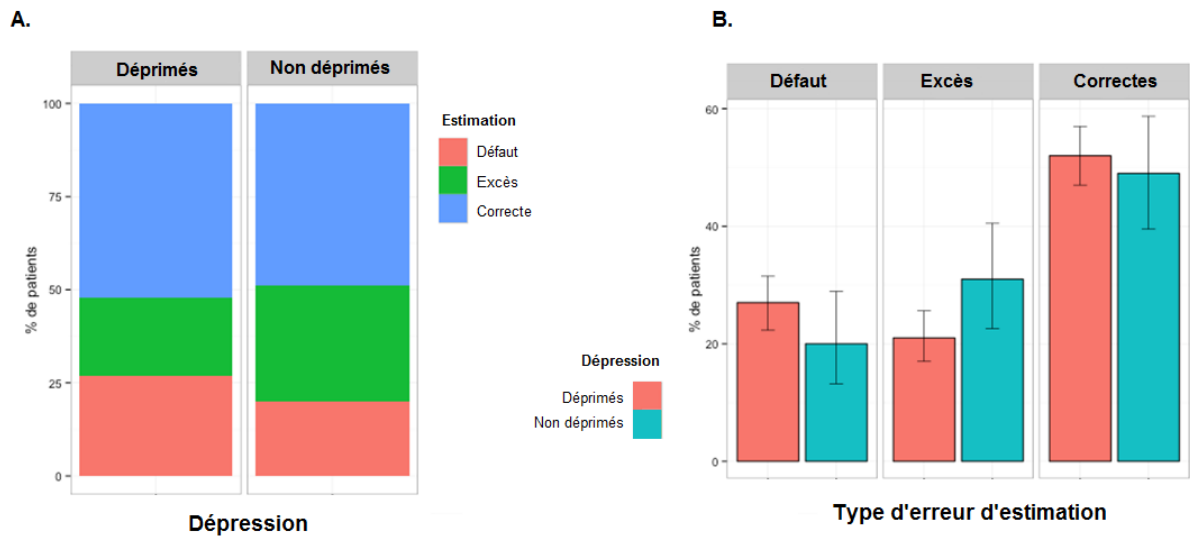 A.
Déprimés
Non déprimés
100
75
50
25
0
% de patients
Dépression
Estimation
Défaut
Excès
Correcte
Dépression
Déprimés
Non déprimés
B.
Défaut
Excès
Correctes
60
40
20
0
% de patients
Type d'erreur d'estimation